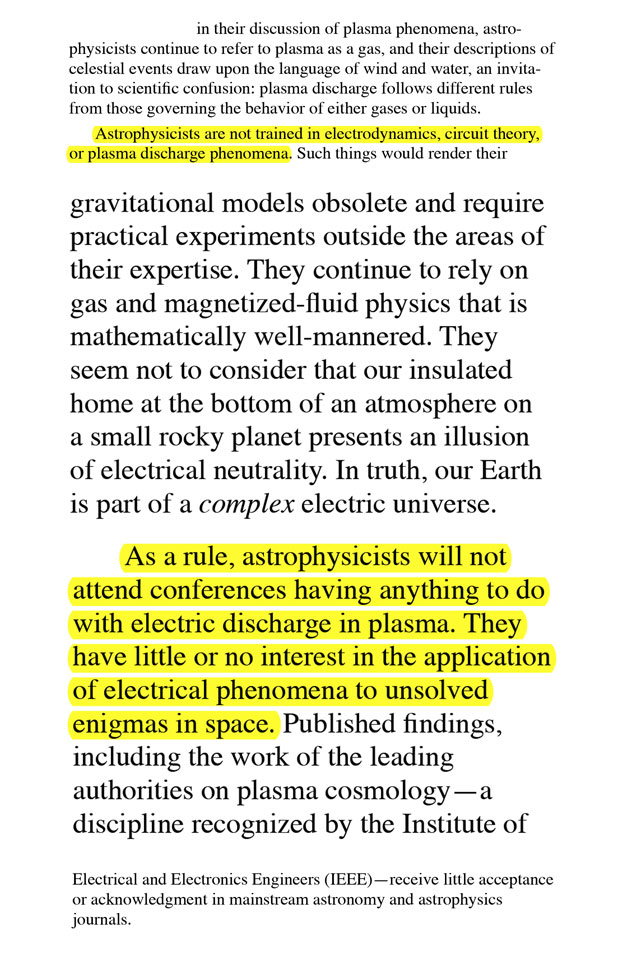 in their discussion of plasma phenomena, astro-
physicists continue to refer to plasma as a gas, and their descriptions of
celestial events draw upon the language of wind and water, an invita-
tion to scientific confusion: plasma discharge follows different rules
from those governing the behavior of either gases or liquids.
Astrophysicists are not trained in electrodynamics, circuit theory,
or plasma discharge phenomena. Such things would render their
gravitational models obsolete and require
practical experiments outside the areas of
their expertise. They continue to rely on
gas and magnetized-fluid physics that is
mathematically well-mannered. They
seem not to consider that our insulated
home at the bottom of an atmosphere on
a small rocky planet presents an illusion
of electrical neutrality. In truth, our Earth
is part of a complex electric universe.
As a rule, astrophysicists will not
attend conferences having anything to do
with electric discharge in plasma. They
have little or no interest in the application
of electrical phenomena to unsolved
enigmas in space. Published findings,
including the work of the leading
authorities on plasma cosmology—a
discipline recognized by the Institute of
Electrical and Electronics Engineers (IEEE)—receive little acceptance
or acknowledgment in mainstream astronomy and astrophysics
journals.